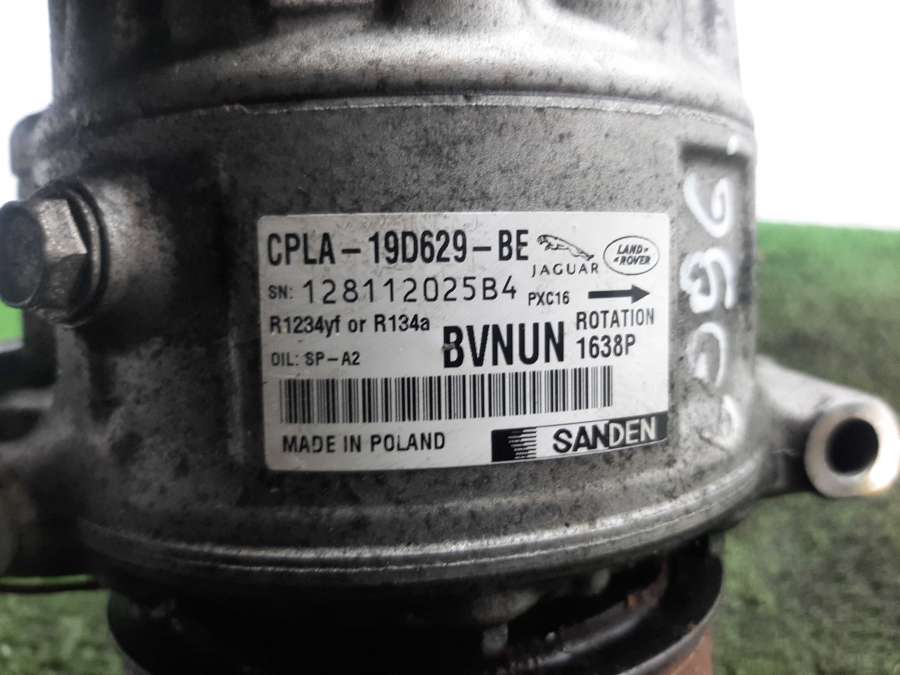 CPLA-19D629-BE JAGUAR LAND ROVER
SN: 128112025B4 PXC16
R1234yf or R134a BVNUN ROTATION
OIL: SP-A2 1638P
MADE IN POLAND SANDEN